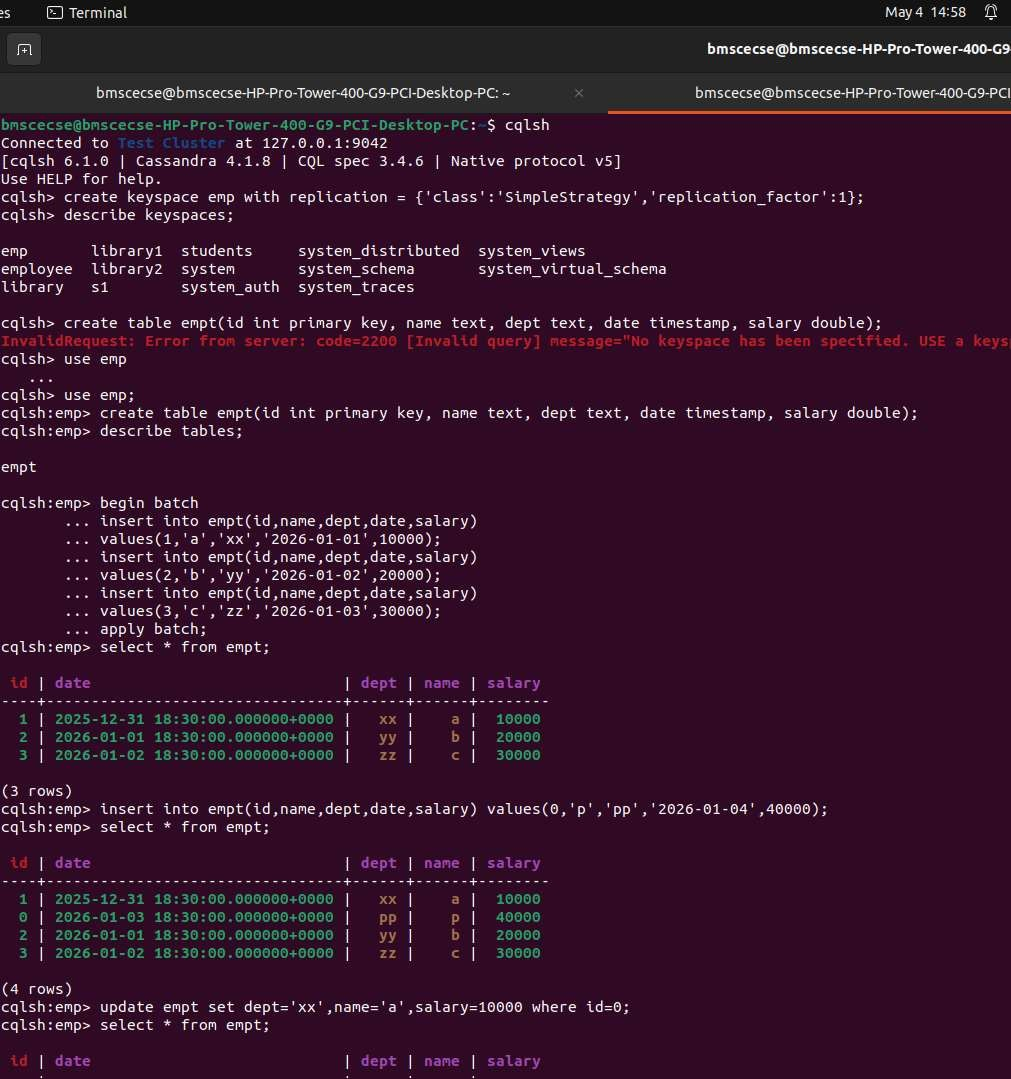 es Terminal May 4 14:58
bmscecse@bmscecse-HP-Pro-Tower-400-G9
bmscecse@bmscecse-HP-Pro-Tower-400-G9-PCI-Desktop-PC: ~ × bmscecse@bmscecse-HP-Pro-Tower-400-G9-PCI
bmscecse@bmscecse-HP-Pro-Tower-400-G9-PCI-Desktop-PC:~$ cqlsh
Connected to Test Cluster at 127.0.0.1:9042
[cqlsh 6.1.0 | Cassandra 4.1.8 | CQL spec 3.4.6 | Native protocol v5]
Use HELP for help.
cqlsh> create keyspace emp with replication = {'class':'SimpleStrategy','replication_factor':1};
cqlsh> describe keyspaces;
emp       library1  students     system_distributed  system_views
employee  library2  system       system_schema       system_virtual_schema
library   s1        system_auth  system_traces
cqlsh> create table empt(id int primary key, name text, dept text, date timestamp, salary double);
InvalidRequest: Error from server: code=2200 [Invalid query] message="No keyspace has been specified. USE a keys
cqlsh> use emp
   ...
cqlsh> use emp;
cqlsh:emp> create table empt(id int primary key, name text, dept text, date timestamp, salary double);
cqlsh:emp> describe tables;
empt
cqlsh:emp> begin batch
       ... insert into empt(id,name,dept,date,salary)
       ... values(1,'a','xx','2026-01-01',10000);
       ... insert into empt(id,name,dept,date,salary)
       ... values(2,'b','yy','2026-01-02',20000);
       ... insert into empt(id,name,dept,date,salary)
       ... values(3,'c','zz','2026-01-03',30000);
       ... apply batch;
cqlsh:emp> select * from empt;
 id | date                            | dept | name | salary
----+---------------------------------+------+------+--------
  1 | 2025-12-31 18:30:00.000000+0000 |   xx |    a |  10000
  2 | 2026-01-01 18:30:00.000000+0000 |   yy |    b |  20000
  3 | 2026-01-02 18:30:00.000000+0000 |   zz |    c |  30000
(3 rows)
cqlsh:emp> insert into empt(id,name,dept,date,salary) values(0,'p','pp','2026-01-04',40000);
cqlsh:emp> select * from empt;
 id | date                            | dept | name | salary
----+---------------------------------+------+------+--------
  1 | 2025-12-31 18:30:00.000000+0000 |   xx |    a |  10000
  0 | 2026-01-03 18:30:00.000000+0000 |   pp |    p |  40000
  2 | 2026-01-01 18:30:00.000000+0000 |   yy |    b |  20000
  3 | 2026-01-02 18:30:00.000000+0000 |   zz |    c |  30000
(4 rows)
cqlsh:emp> update empt set dept='xx',name='a',salary=10000 where id=0;
cqlsh:emp> select * from empt;
 id | date                            | dept | name | salary